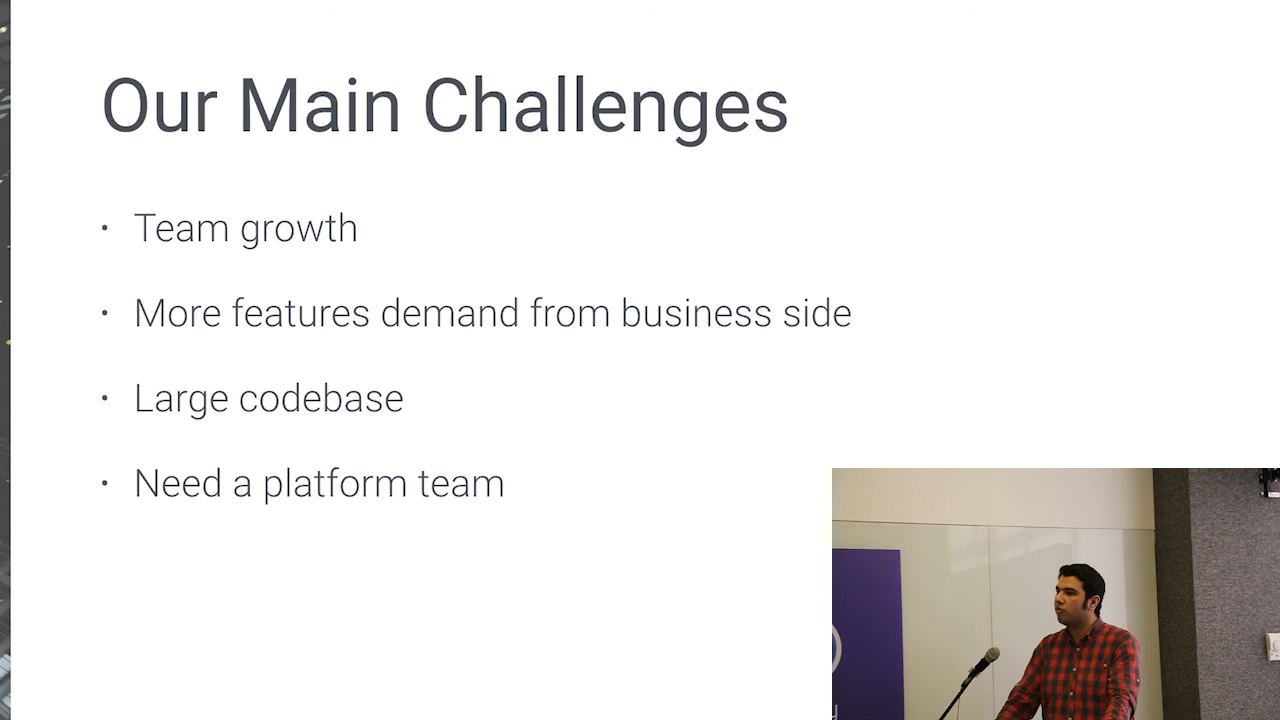 Our Main Challenges
• Team growth
• More features demand from business side
• Large codebase
• Need a platform team